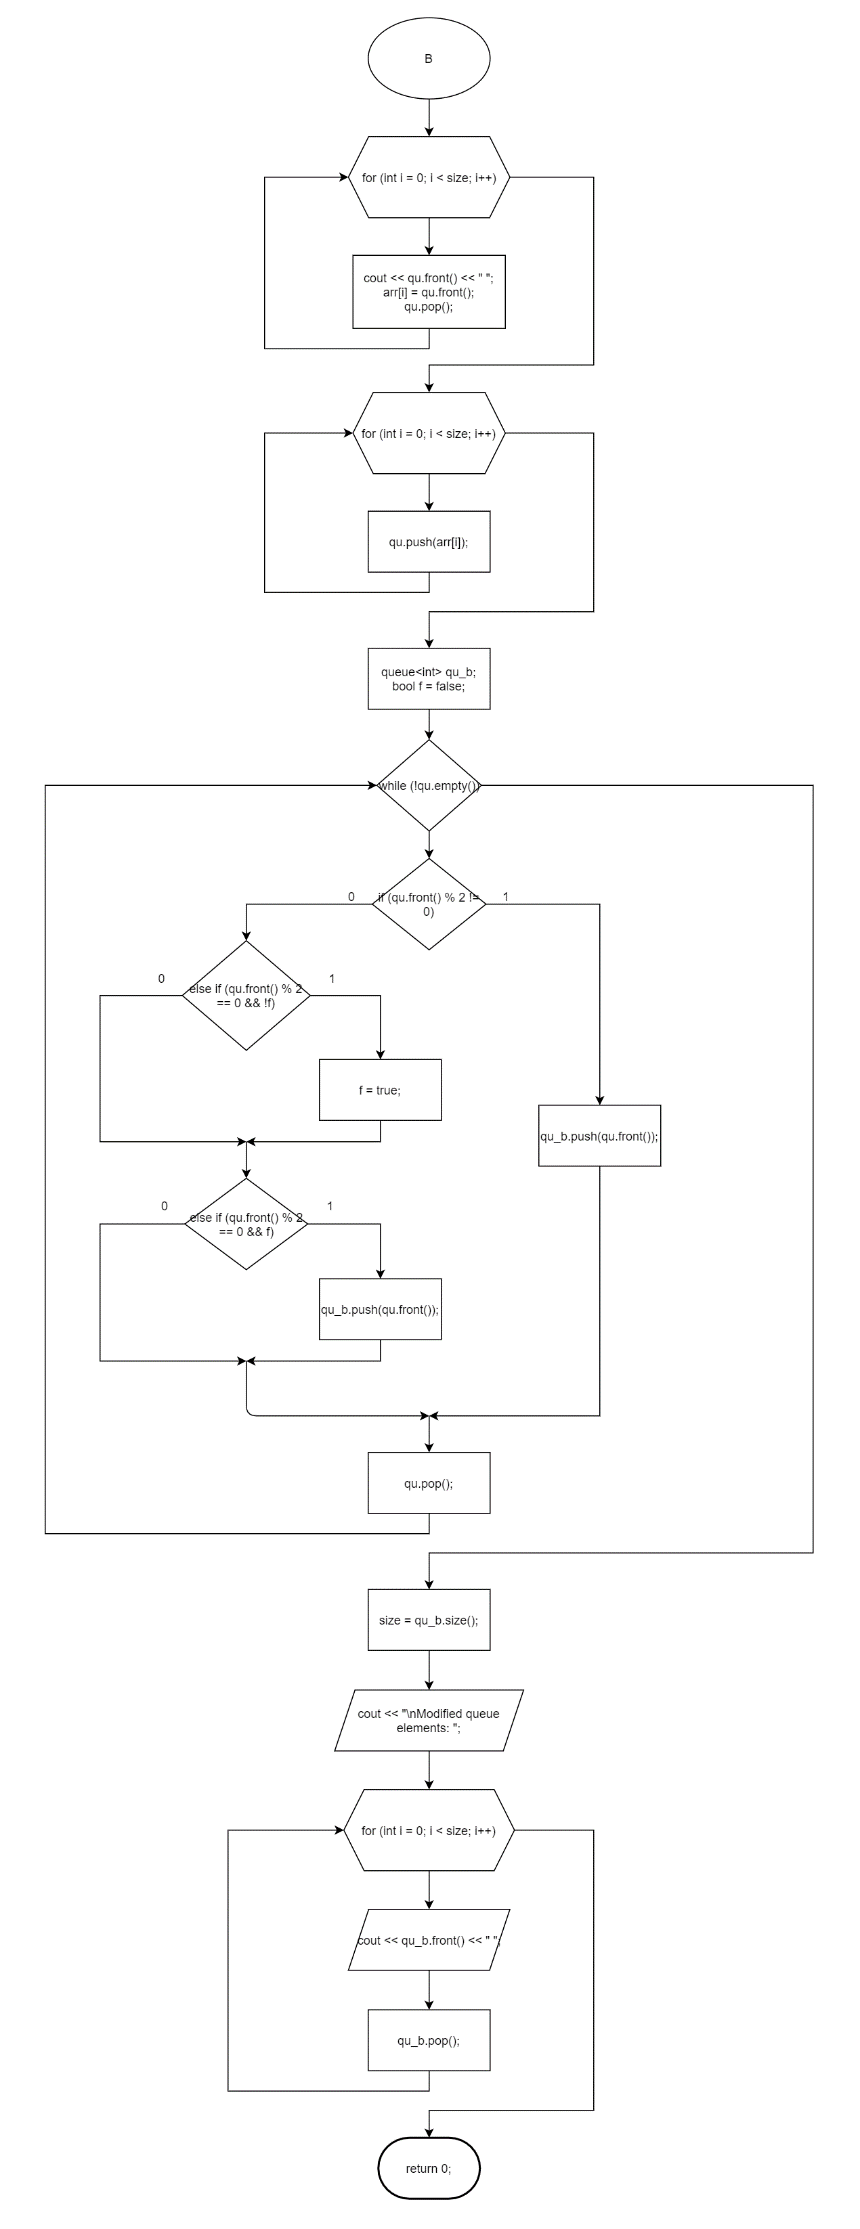 B
for (int i = 0; i < size; i++)
cout << qu.front() << " ";
arr[i] = qu.front();
qu.pop();
for (int i = 0; i < size; i++)
qu.push(arr[i]);
queue<int> qu_b;
bool f = false;
while (!qu.empty())
0
if (qu.front() % 2 !=
0)
1
0
else if (qu.front() % 2
== 0 && !f)
1
f = true;
qu_b.push(qu.front());
0
else if (qu.front() % 2
== 0 && f)
1
qu_b.push(qu.front());
qu.pop();
size = qu_b.size();
cout << "\nModified queue
elements: ";
for (int i = 0; i < size; i++)
cout << qu_b.front() << " ";
qu_b.pop();
return 0;